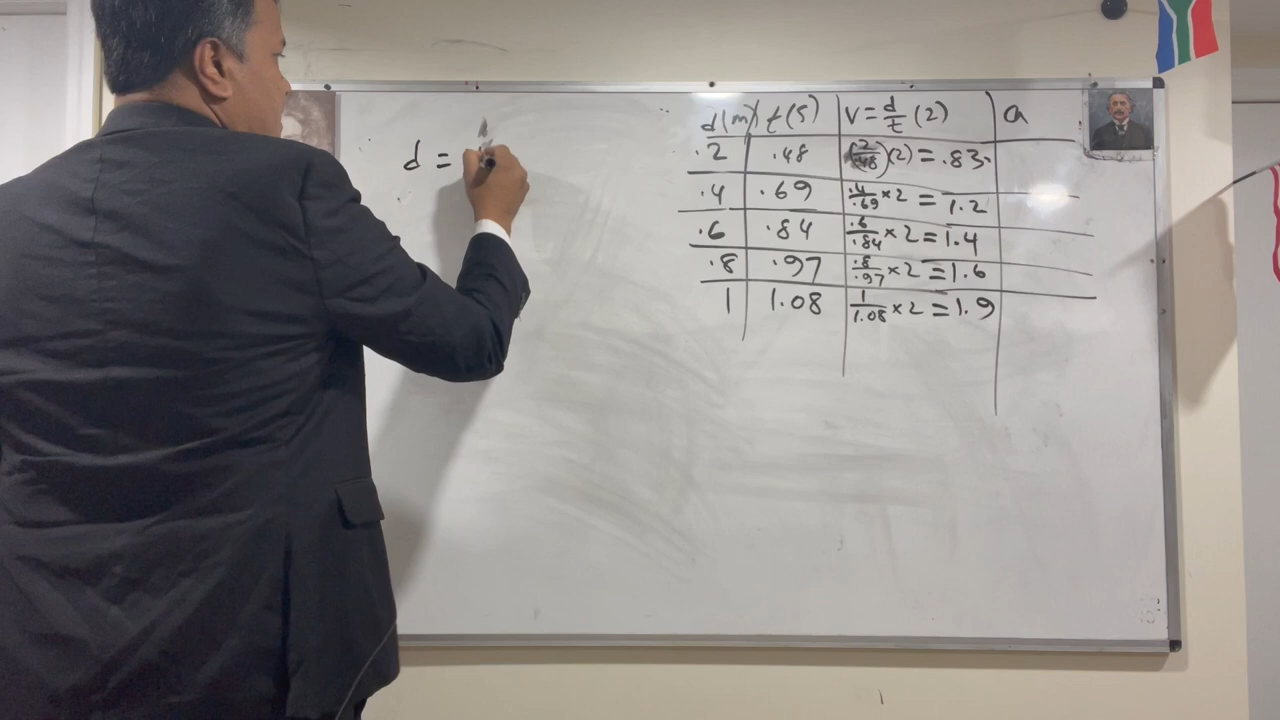 d =
d(m) t(s) v = d/t (2) a
.2 .48 (.2/.48)(2) = .83
.4 .69 .4/.69 × 2 = 1.2
.6 .84 .6/.84 × 2 = 1.4
.8 .97 .8/.97 × 2 = 1.6
1 1.08 1/1.08 × 2 = 1.9